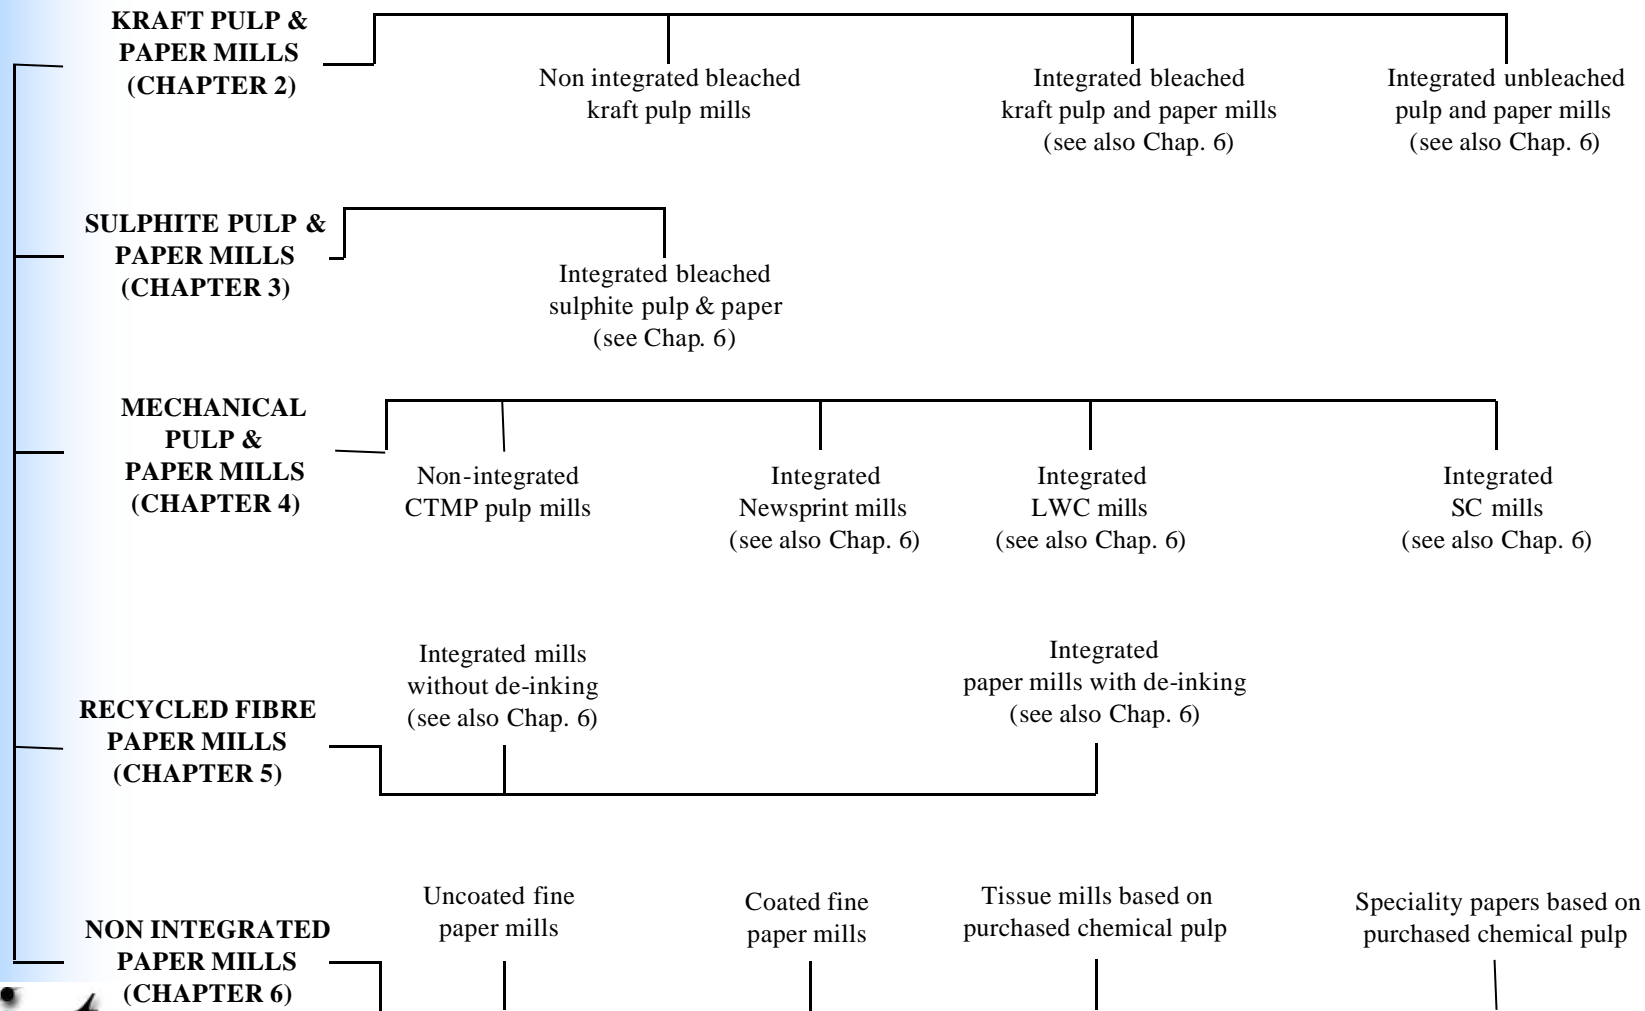 KRAFT PULP &
PAPER MILLS
(CHAPTER 2)
Non integrated bleached
kraft pulp mills
Integrated bleached
kraft pulp and paper mills
(see also Chap. 6)
Integrated unbleached
pulp and paper mills
(see also Chap. 6)
SULPHITE PULP &
PAPER MILLS
(CHAPTER 3)
Integrated bleached
sulphite pulp & paper
(see Chap. 6)
MECHANICAL
PULP &
PAPER MILLS
(CHAPTER 4)
Non-integrated
CTMP pulp mills
Integrated
Newsprint mills
(see also Chap. 6)
Integrated
LWC mills
(see also Chap. 6)
Integrated
SC mills
(see also Chap. 6)
RECYCLED FIBRE
PAPER MILLS
(CHAPTER 5)
Integrated mills
without de-inking
(see also Chap. 6)
Integrated
paper mills with de-inking
(see also Chap. 6)
NON INTEGRATED
PAPER MILLS
(CHAPTER 6)
Uncoated fine
paper mills
Coated fine
paper mills
Tissue mills based on
purchased chemical pulp
Speciality papers based on
purchased chemical pulp